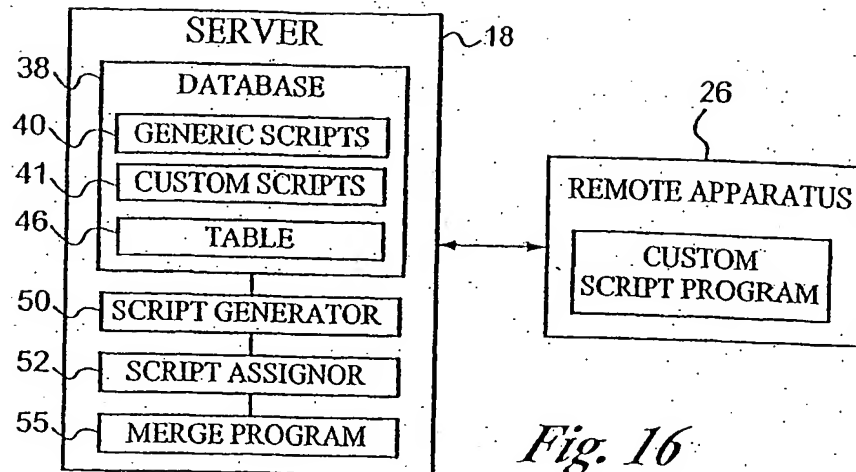 SERVER
18
38
DATABASE
40
GENERIC SCRIPTS
41
CUSTOM SCRIPTS
46
TABLE
50
SCRIPT GENERATOR
52
SCRIPT ASSIGNOR
55
MERGE PROGRAM
26
REMOTE APPARATUS
CUSTOM
SCRIPT PROGRAM
Fig. 16